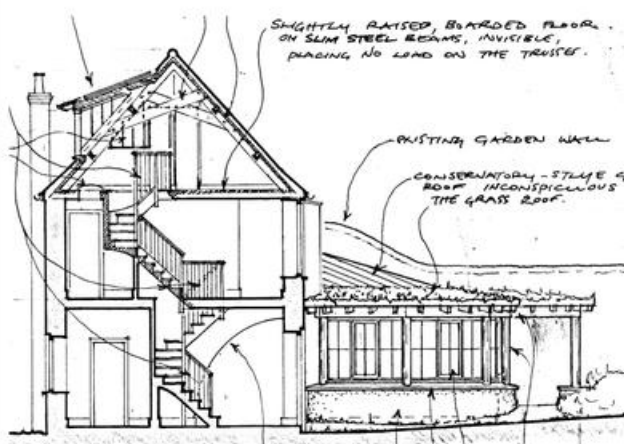 SLIGHTLY RAISED, BOARDED FLOOR.
ON SLIM STEEL BEAMS, INVISIBLE,
PLACING NO LOAD ON THE TRUSSES.
EXISTING GARDEN WALL
CONSERVATORY-STLYE G
ROOF INCONSPICUOUS
THE GRASS ROOF.